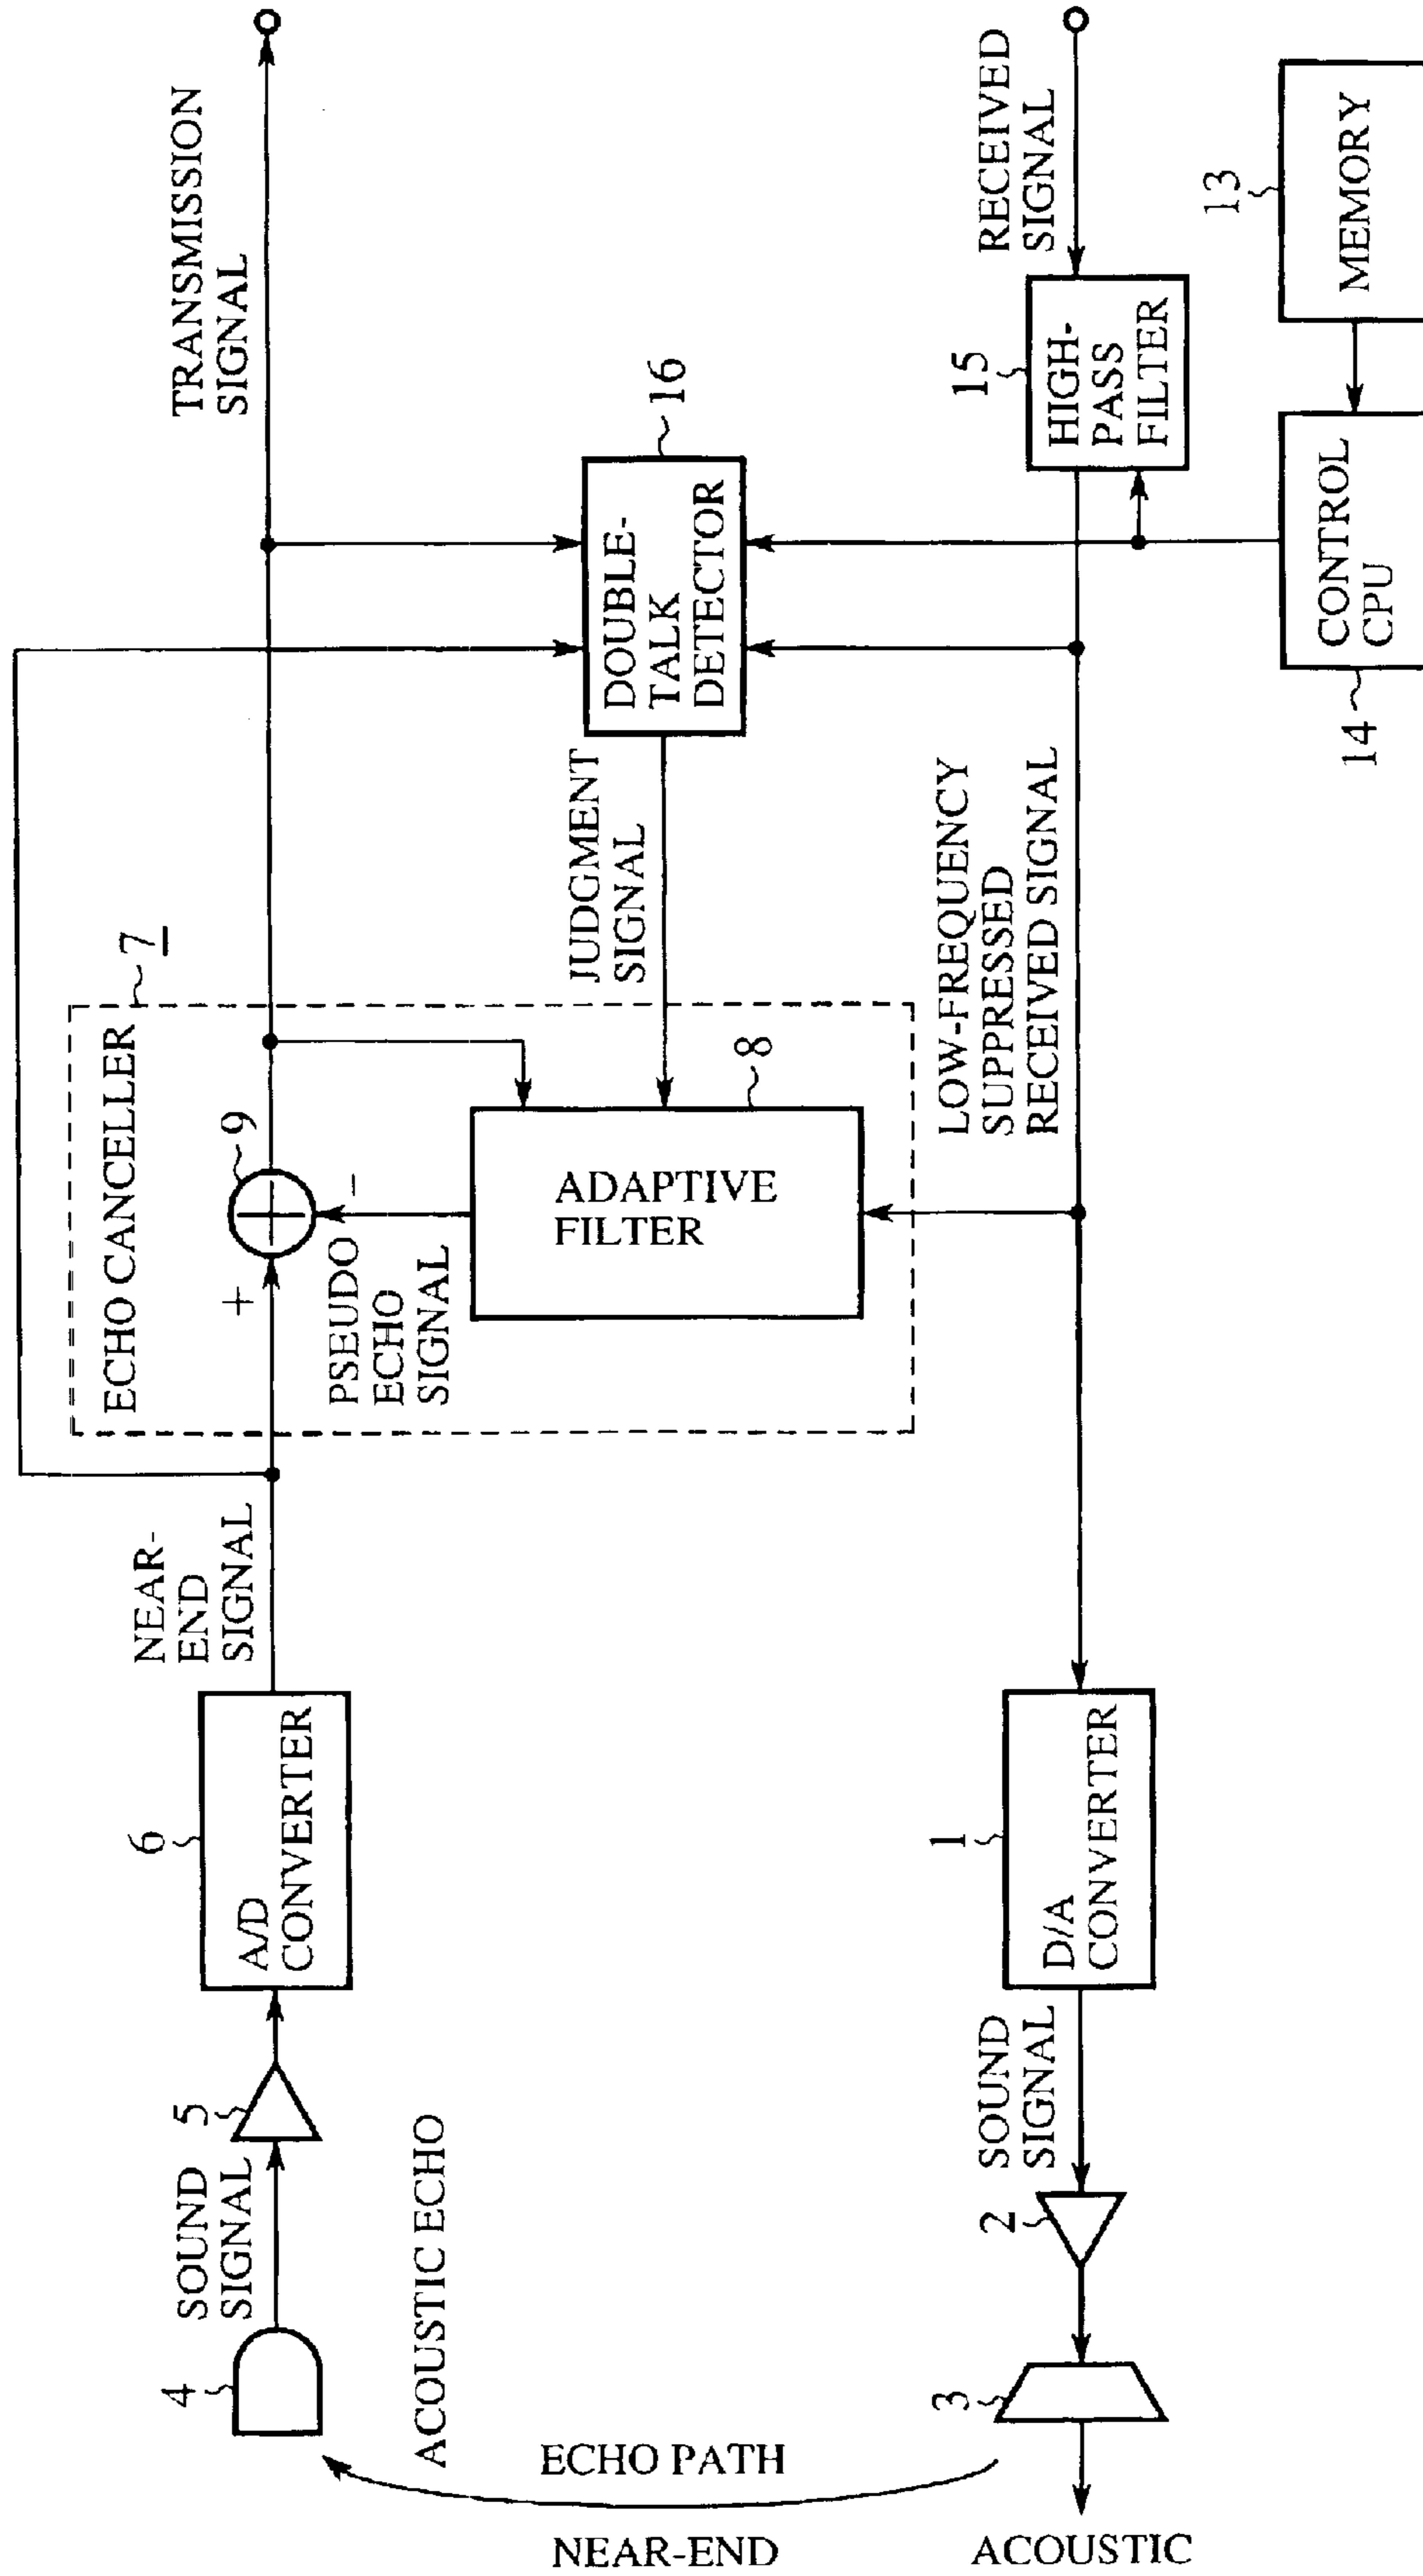 TRANSMISSION
SIGNAL
RECEIVED
SIGNAL
13
MEMORY
15
HIGH-
PASS
FILTER
16
DOUBLE-
TALK
DETECTOR
CONTROL
CPU
14
JUDGMENT
SIGNAL
LOW-FREQUENCY
SUPPRESSED
RECEIVED SIGNAL
ECHO CANCELLER
7
9
+
-
8
ADAPTIVE
FILTER
PSEUDO
ECHO
SIGNAL
NEAR-
END
SIGNAL
6
A/D
CONVERTER
1
D/A
CONVERTER
5
SOUND
SIGNAL
4
SOUND
SIGNAL
2
3
ACOUSTIC ECHO
ECHO PATH
NEAR-END
ACOUSTIC